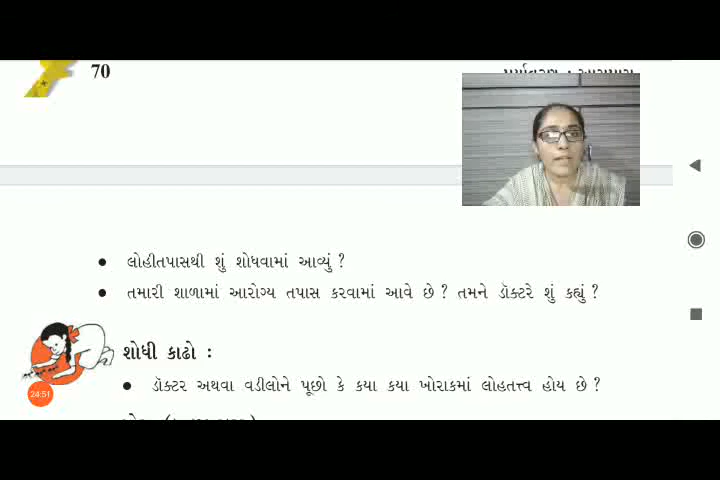 70
લોહીતપાસથી શું શોધવામાં આવ્યું ?
તમારી શાળામાં આરોગ્ય તપાસ કરવામાં આવે છે ? તમને ડૉક્ટરે શું કહ્યું ?
શોધી કાઢો :
ડૉક્ટર અથવા વડીલોને પૂછો કે કયા કયા ખોરાકમાં લોહતત્ત્વ હોય છે ?
24:51